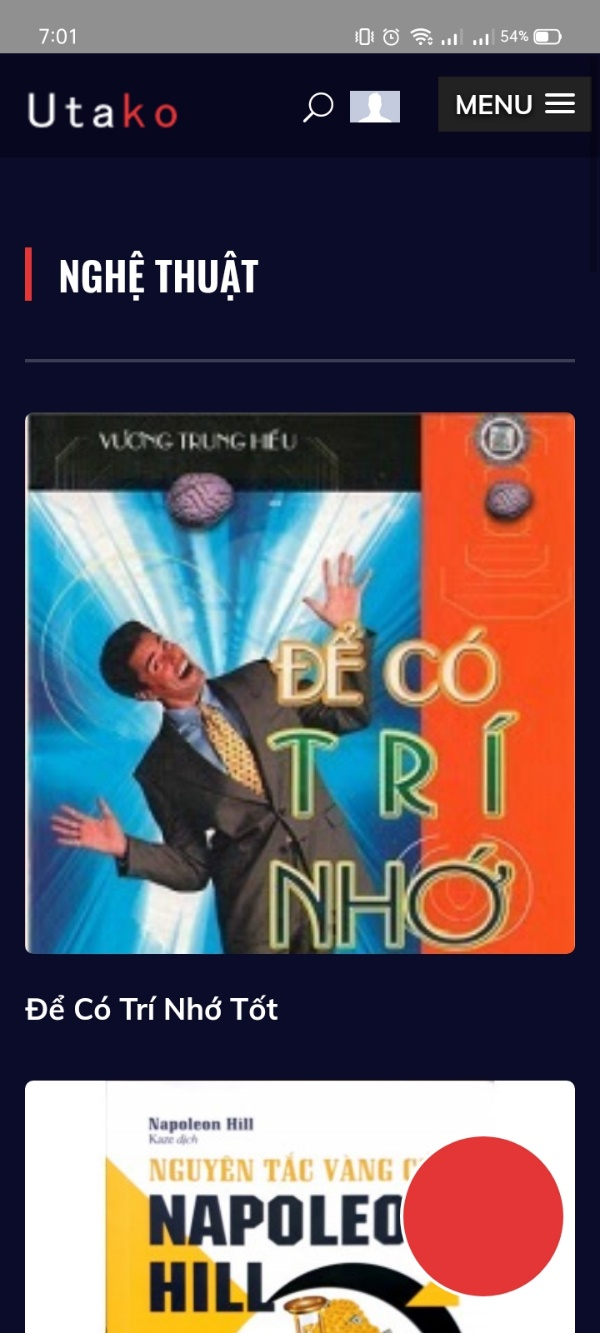 7:01
54%
Utako
MENU
NGHỆ THUẬT
VƯƠNG TRUNG HIẾU
ĐỂ CÓ
TRÍ
NHỚ
Để Có Trí Nhớ Tốt
Napoleon Hill
Kaze dịch
NGUYÊN TẮC VÀNG
NAPOLEO
HILL